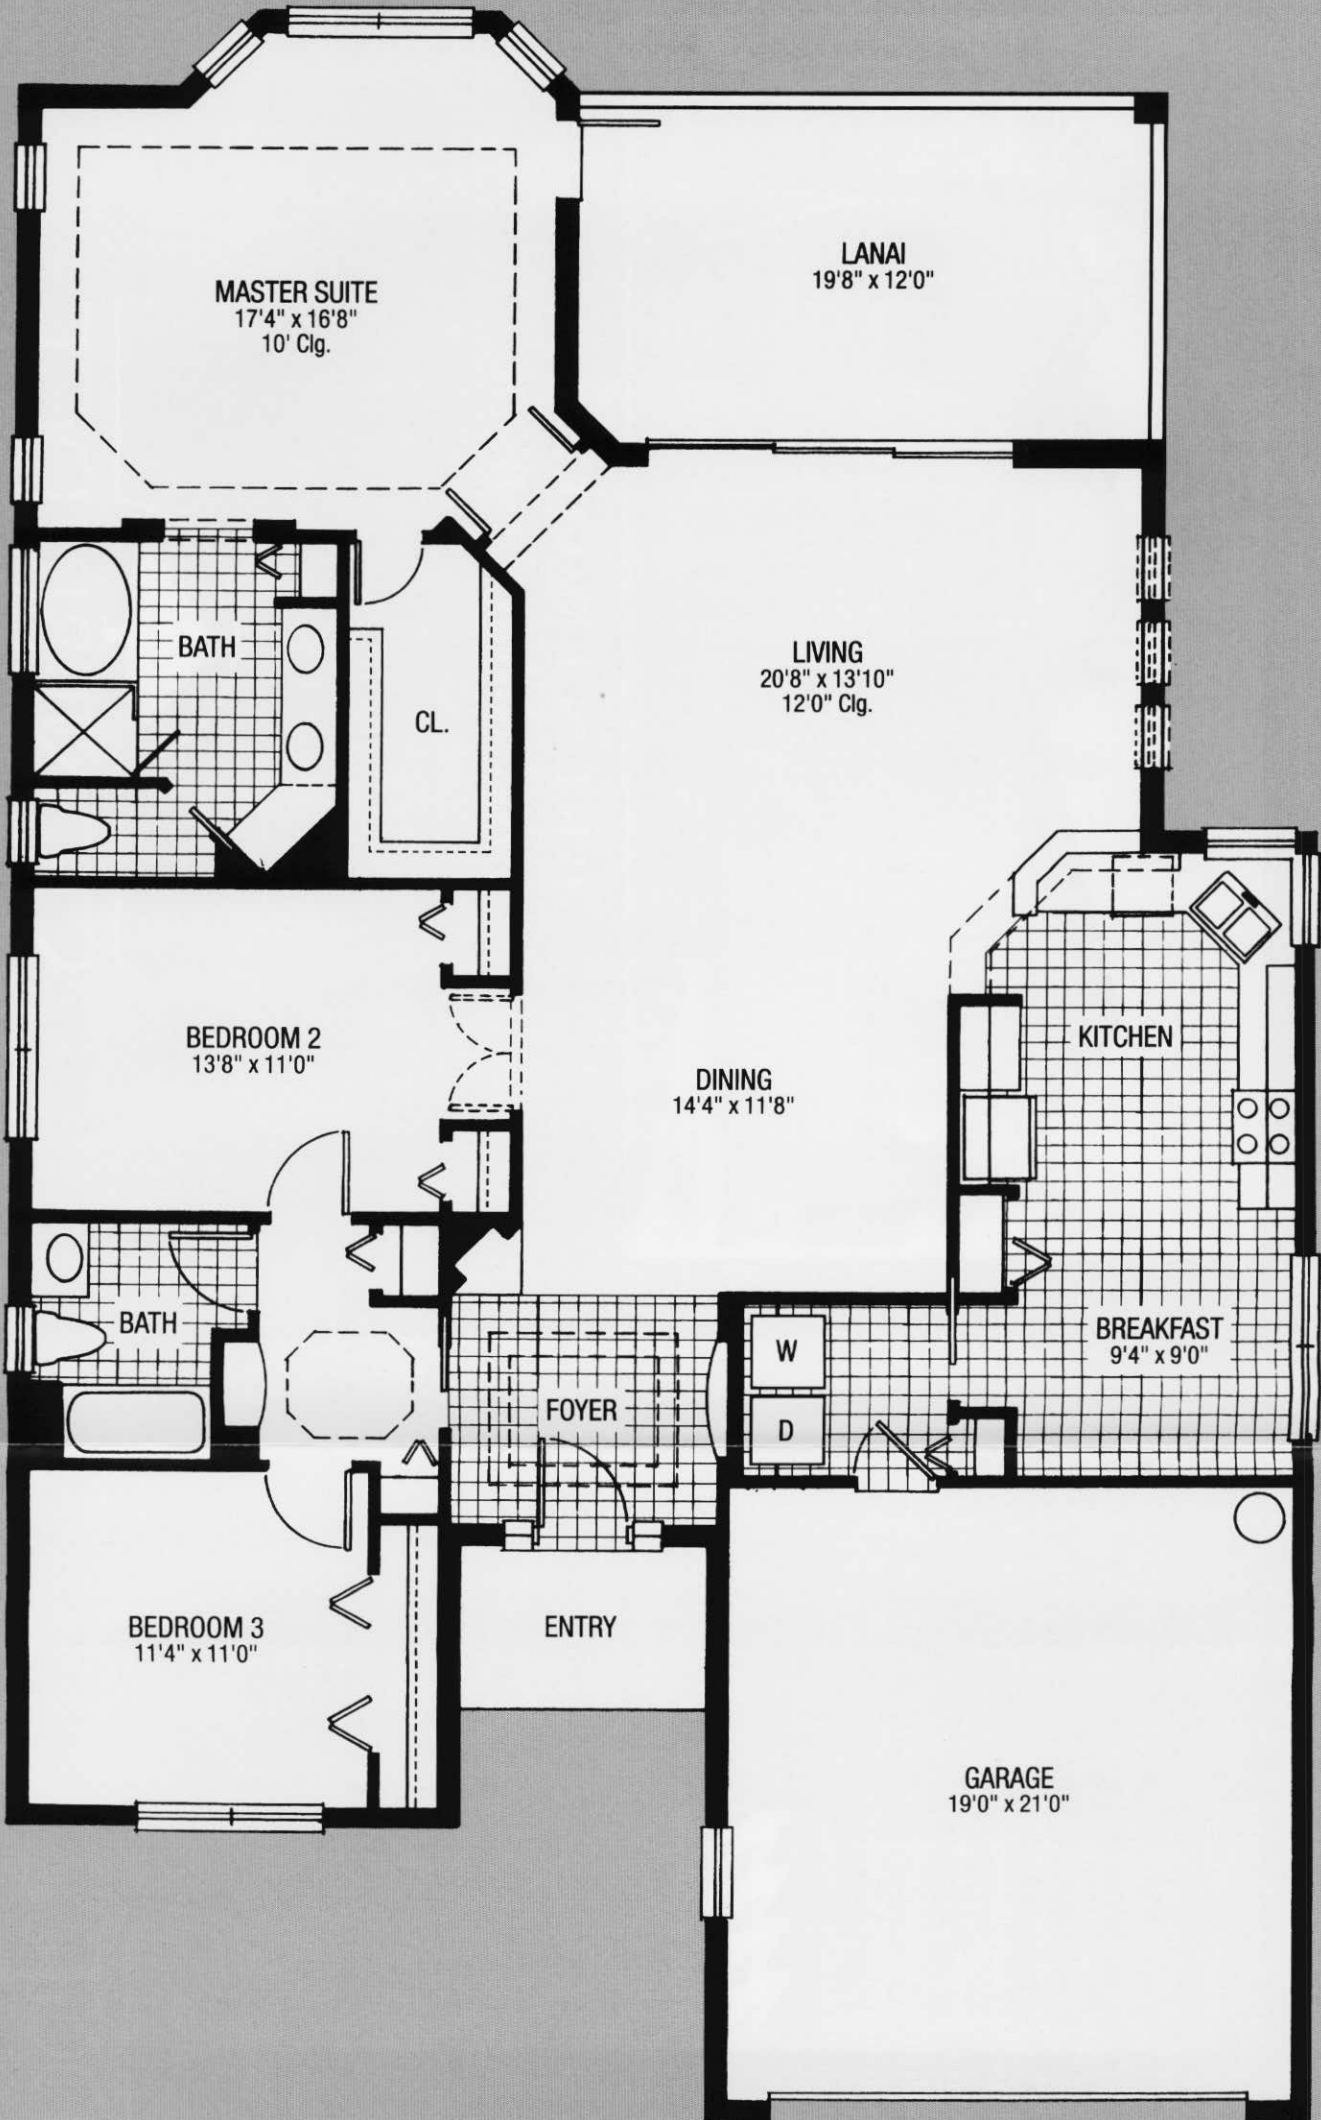 LANAI
19'8" x 12'0"
MASTER SUITE
17'4" x 16'8"
10' Clg.
BATH
LIVING
20'8" x 13'10"
12'0" Clg.
CL.
BEDROOM 2
13'8" x 11'0"
KITCHEN
DINING
14'4" x 11'8"
BATH
W
BREAKFAST
9'4" x 9'0"
FOYER
D
BEDROOM 3
11'4" x 11'0"
ENTRY
GARAGE
19'0" x 21'0"